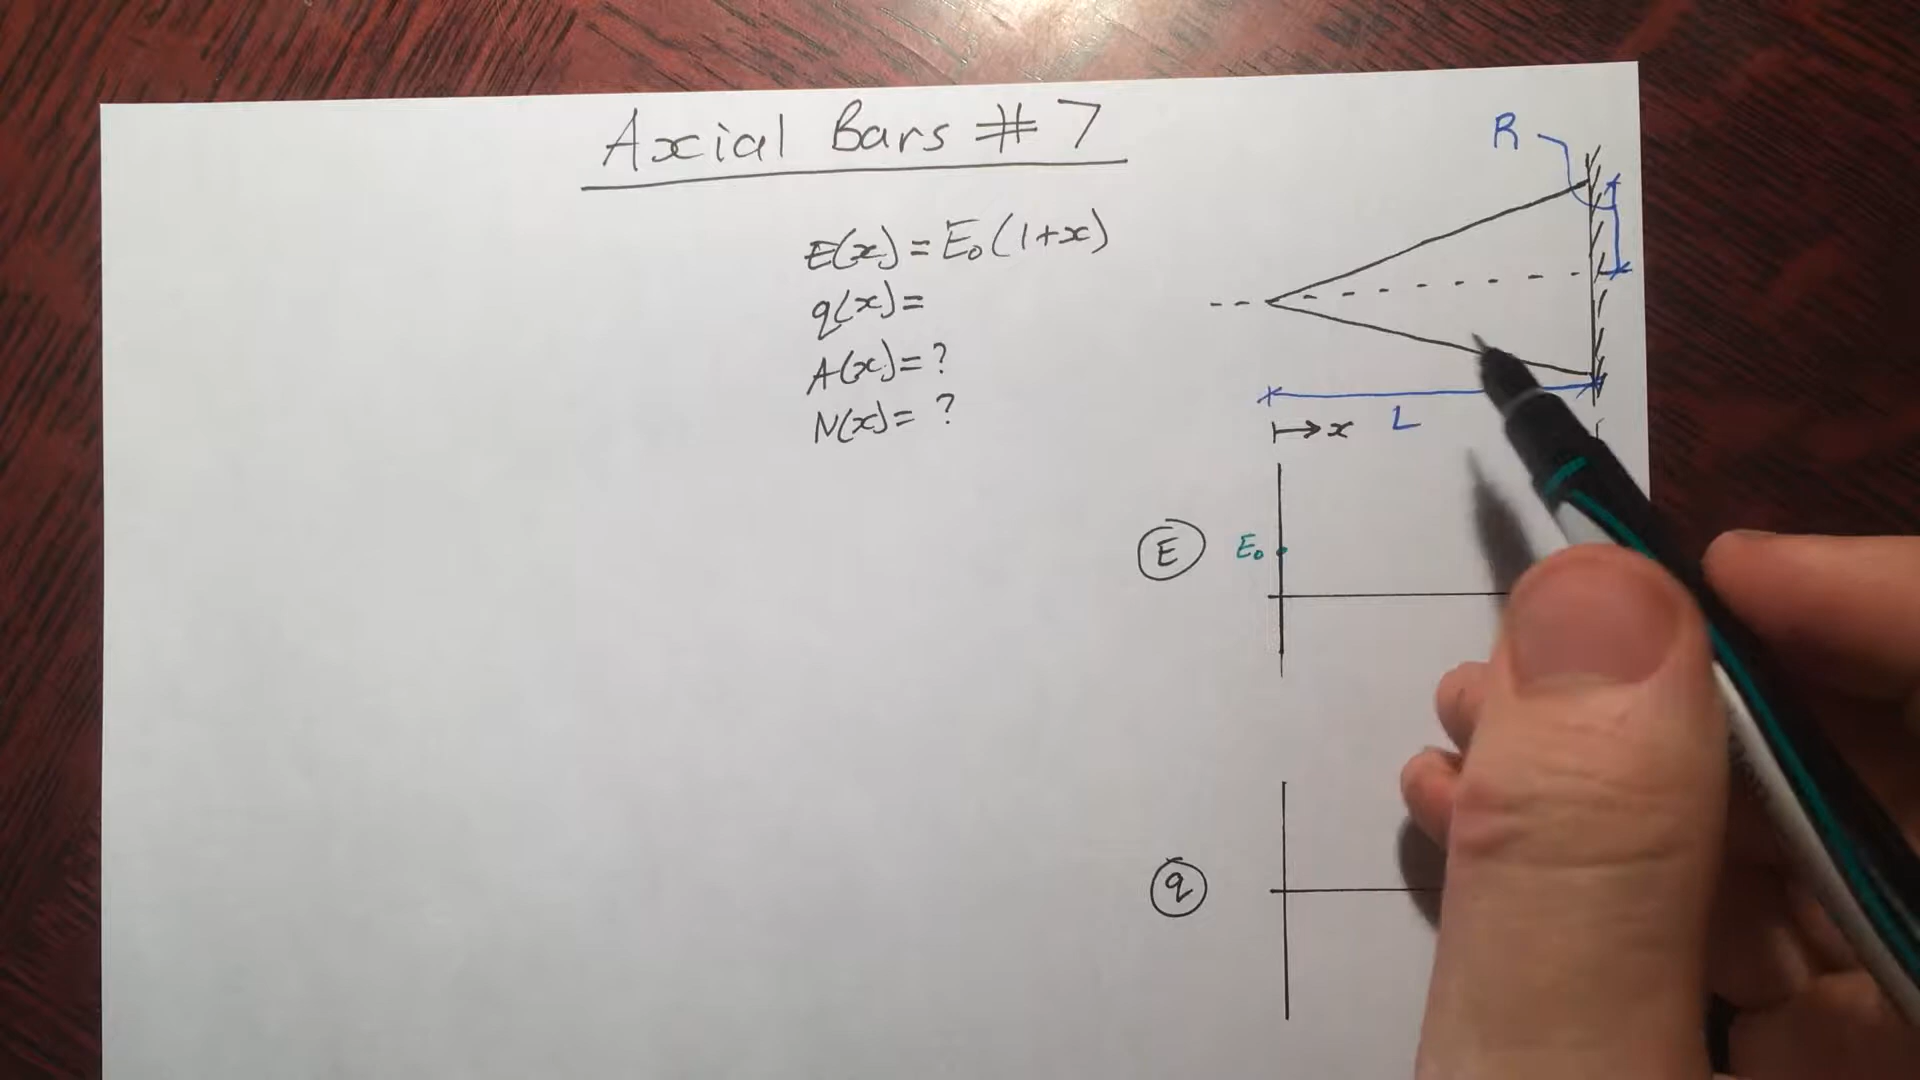 Axial Bars #7
E(x) = E₀(1+x)
q(x) =
A(x) = ?
N(x) = ?
R
L
x
E
E₀
q